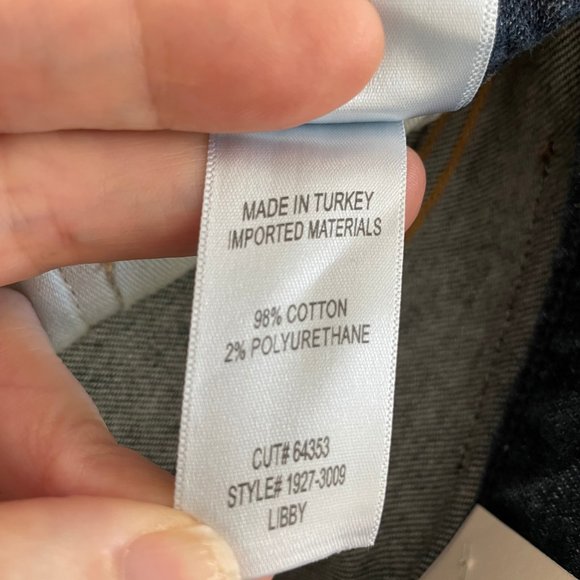 MADE IN TURKEY
IMPORTED MATERIALS
98% COTTON
2% POLYURETHANE
CUT# 64353
STYLE# 1927-3009
LIBBY